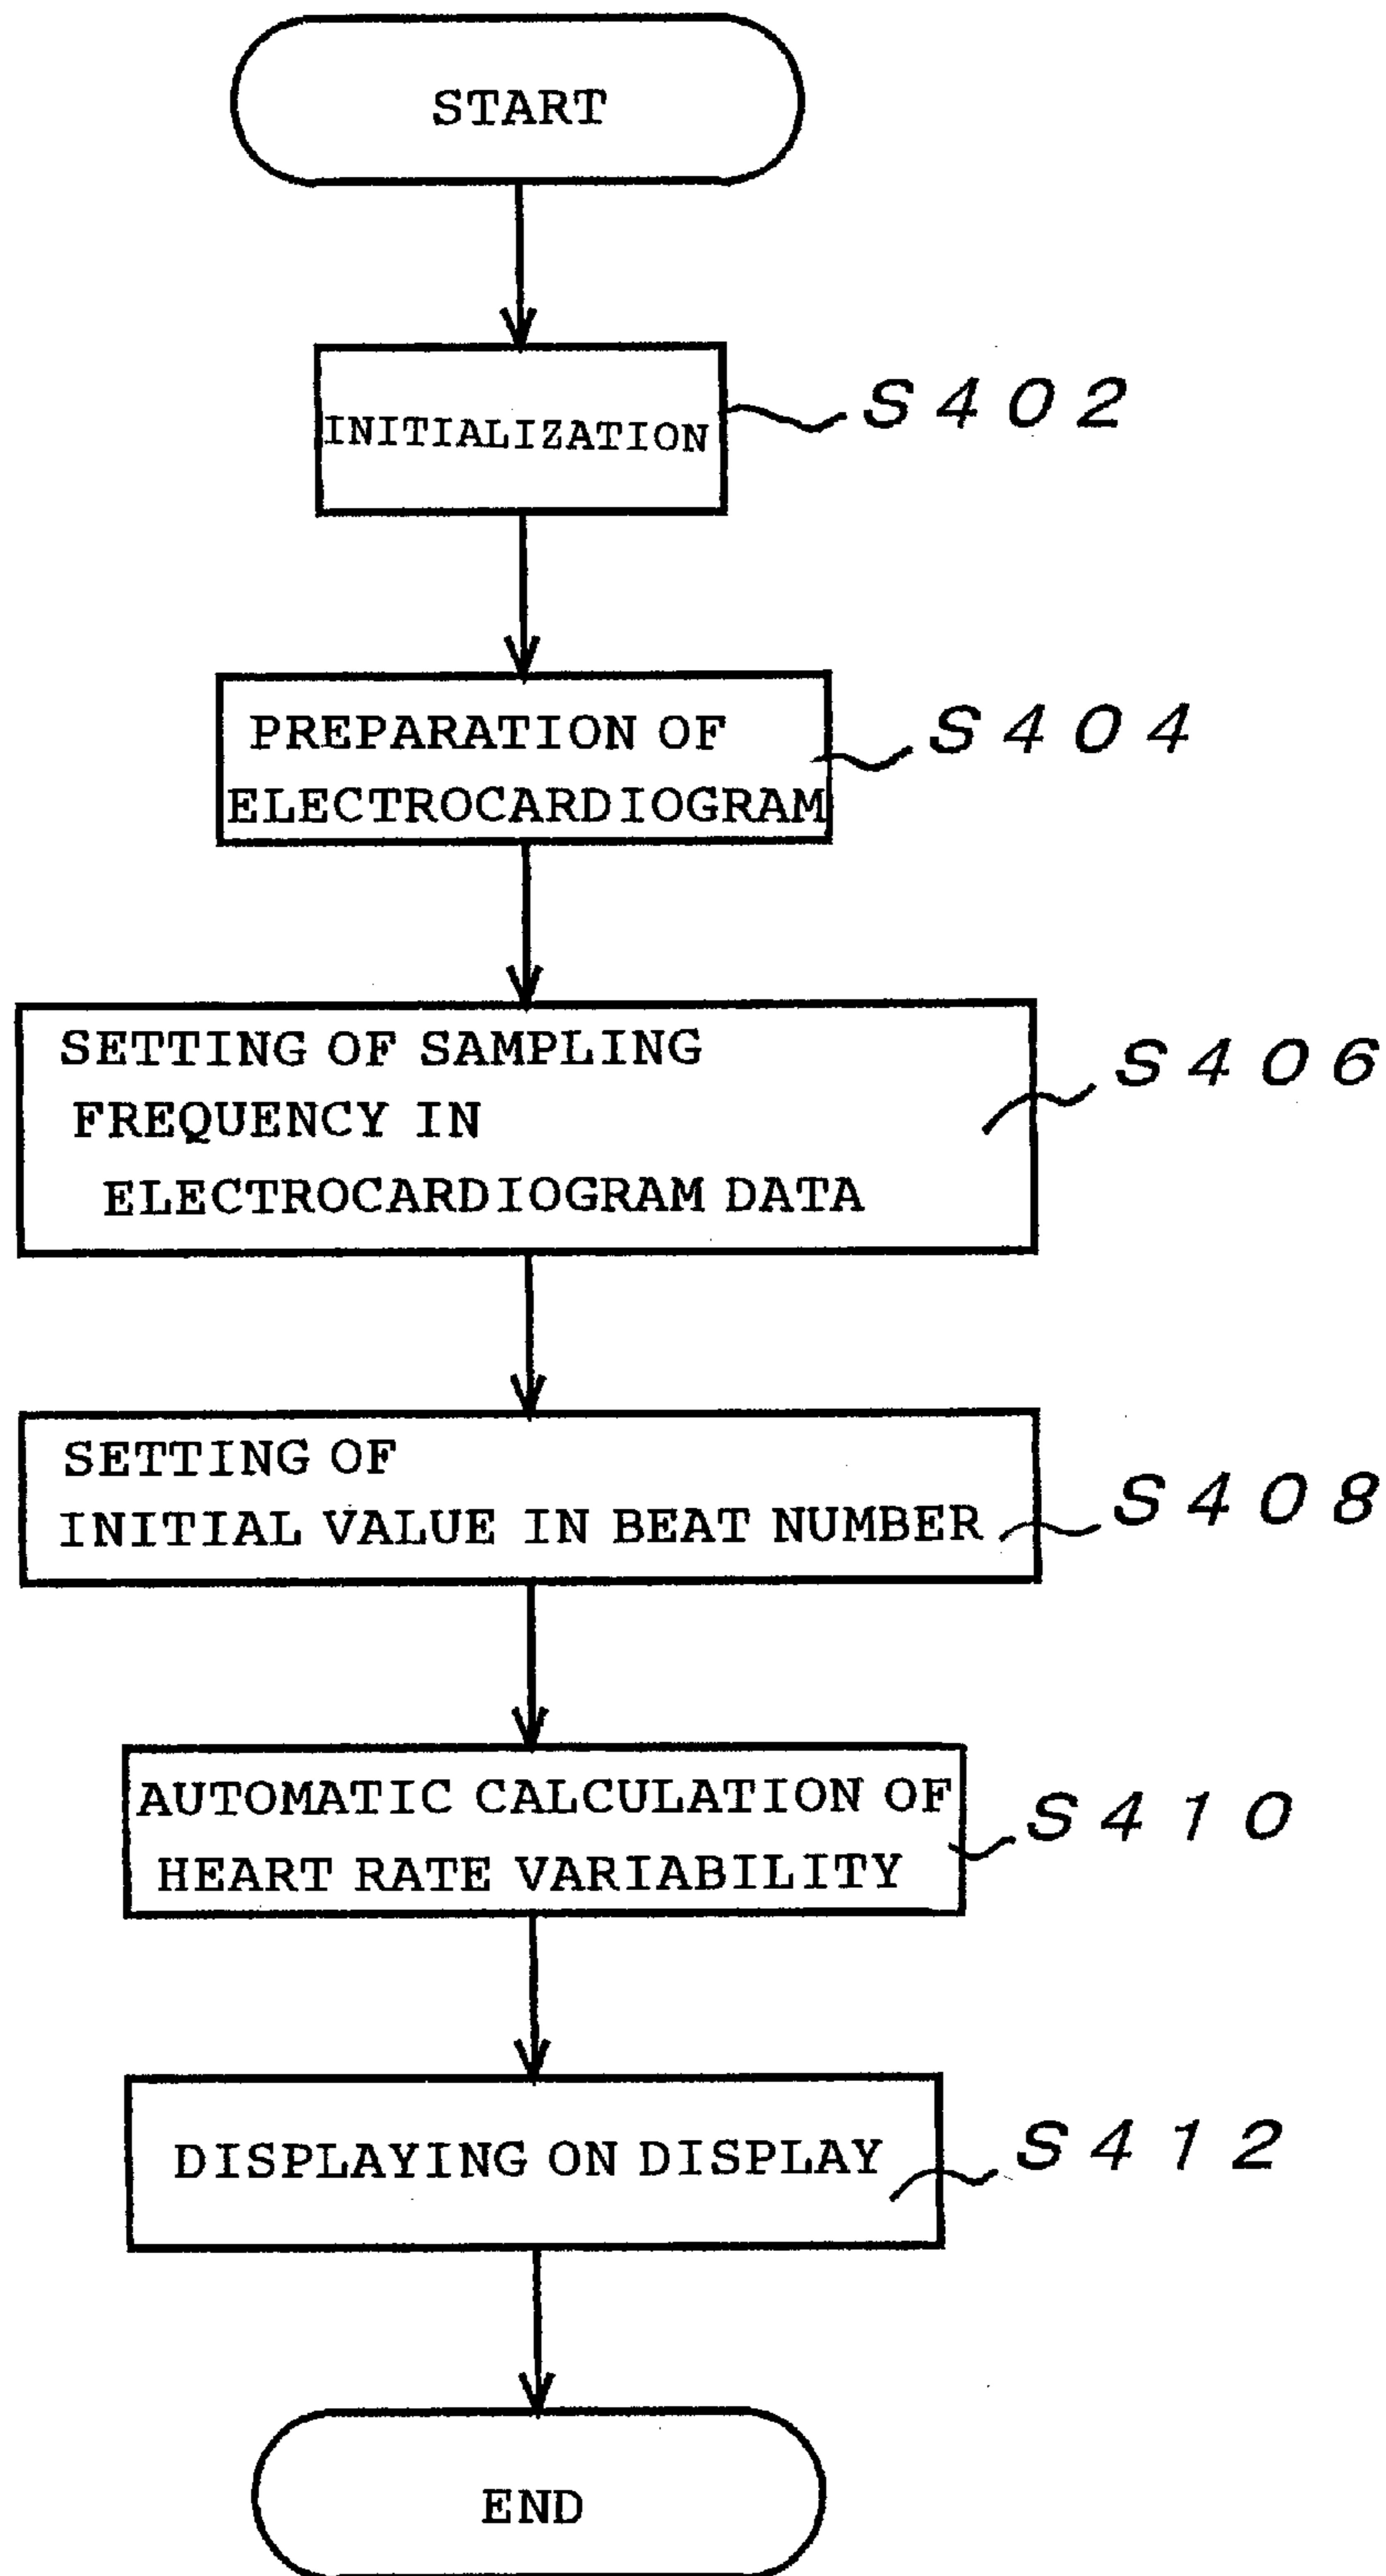 START
INITIALIZATION
S402
PREPARATION OF
ELECTROCARDIOGRAM
S404
SETTING OF SAMPLING
FREQUENCY IN
ELECTROCARDIOGRAM DATA
S406
SETTING OF
INITIAL VALUE IN BEAT NUMBER
S408
AUTOMATIC CALCULATION OF
HEART RATE VARIABILITY
S410
DISPLAYING ON DISPLAY
S412
END